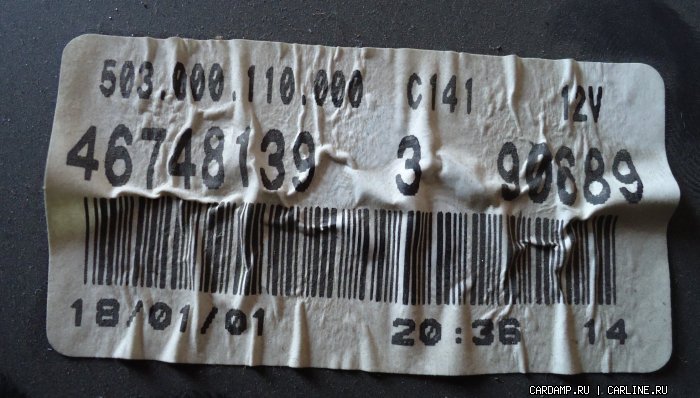 503.000.110.000 C141 12V
46748139 3 90689
18/01/01 20:36 14
CARDAMP.RU | CARLINE.RU